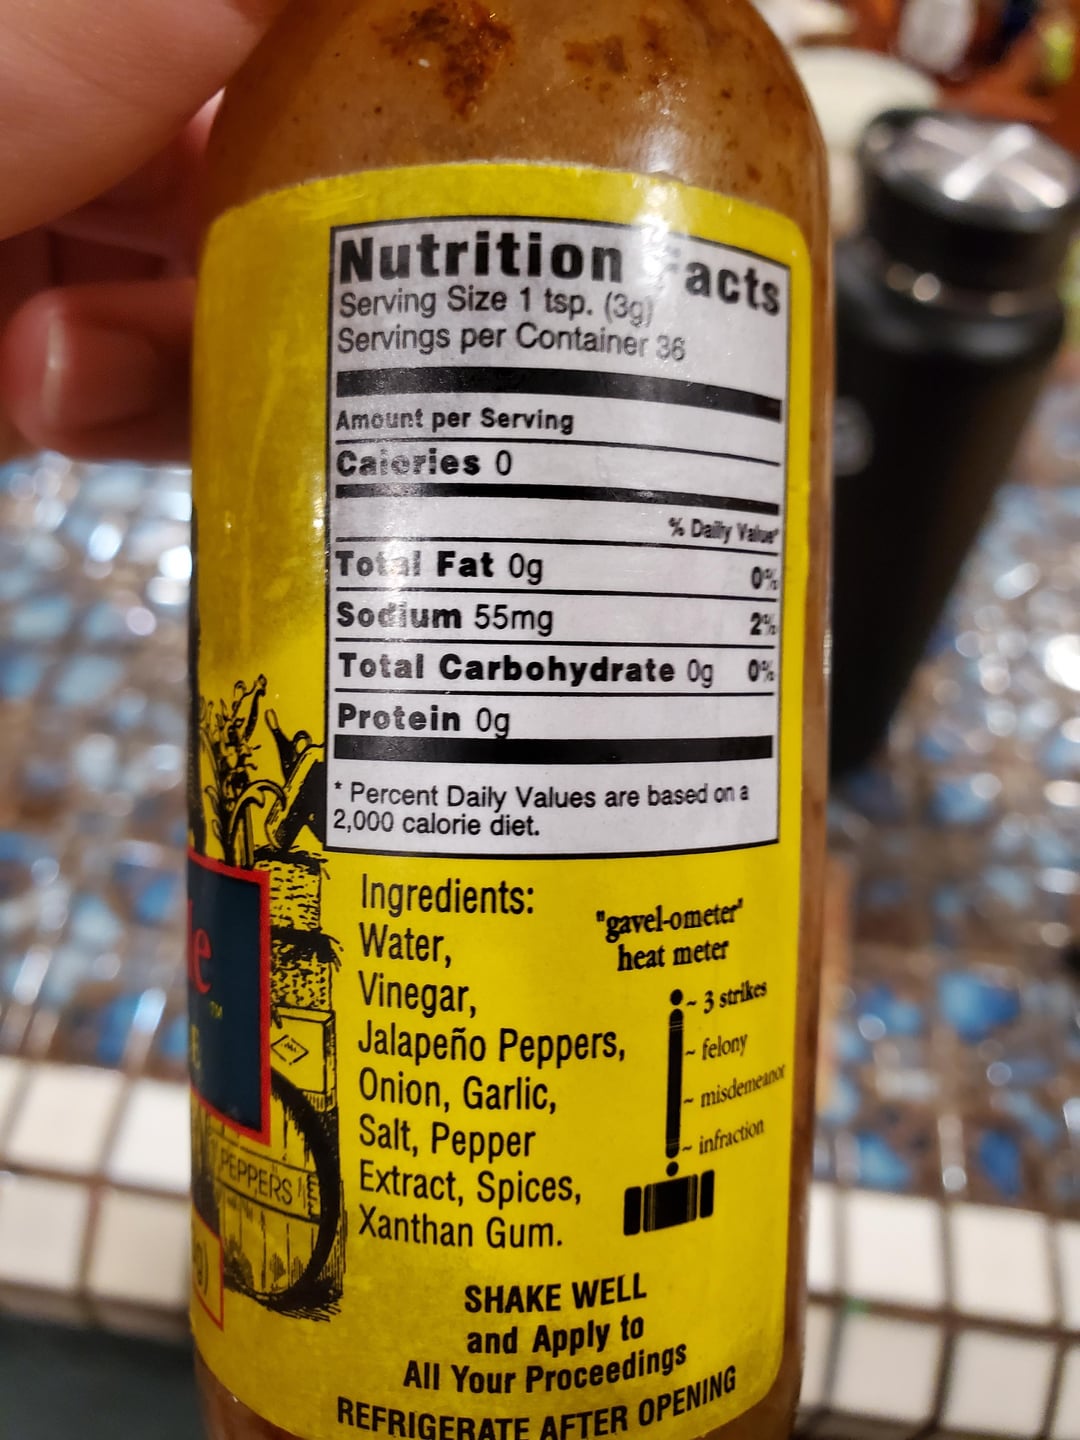 Nutrition Facts
Serving Size 1 tsp. (3g)
Servings per Container 36
Amount per Serving
Calories 0
% Daily Value*
Total Fat 0g 0%
Sodium 55mg 2%
Total Carbohydrate 0g 0%
Protein 0g
* Percent Daily Values are based on a
2,000 calorie diet.
Ingredients:
Water,
Vinegar,
Jalapeño Peppers,
Onion, Garlic,
Salt, Pepper
Extract, Spices,
Xanthan Gum.
"gavel-ometer"
heat meter
~ 3 strikes
~ felony
~ misdemeanor
~ infraction
PEPPERS
SHAKE WELL
and Apply to
All Your Proceedings
REFRIGERATE AFTER OPENING